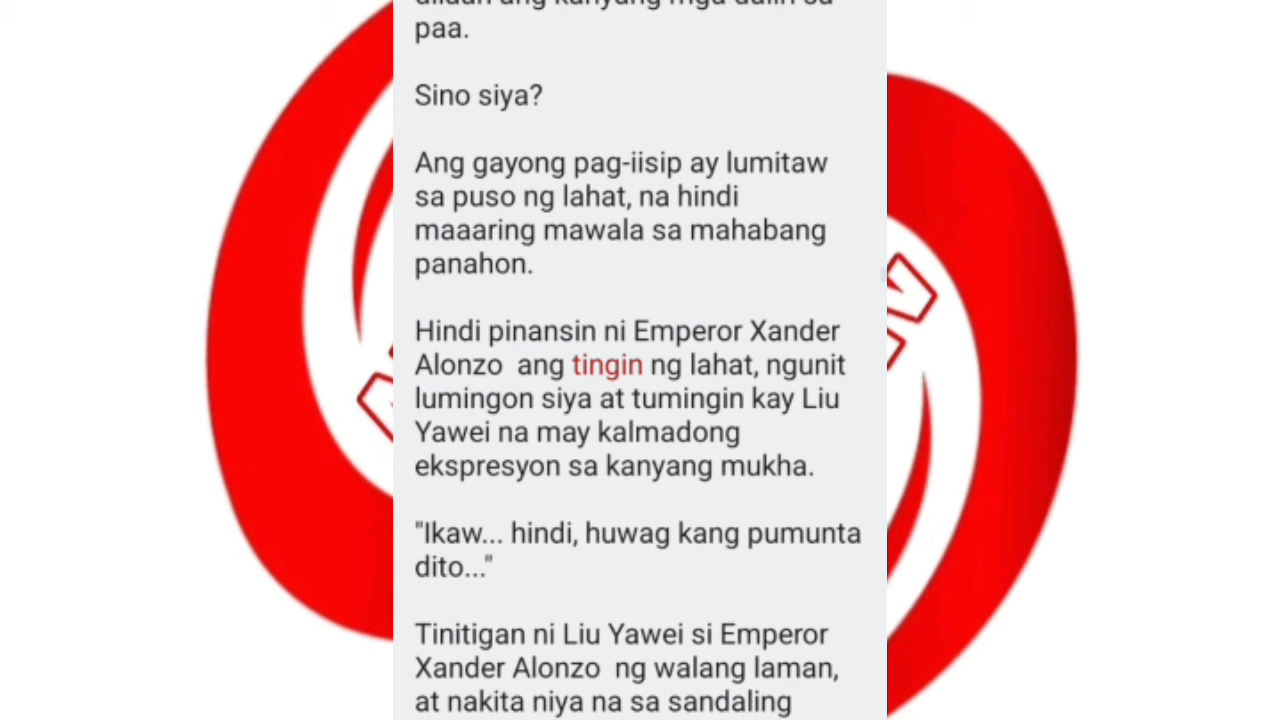 paa.
Sino siya?
Ang gayong pag-iisip ay lumitaw
sa puso ng lahat, na hindi
maaaring mawala sa mahabang
panahon.
Hindi pinansin ni Emperor Xander
Alonzo ang tingin ng lahat, ngunit
lumingon siya at tumingin kay Liu
Yawei na may kalmadong
ekspresyon sa kanyang mukha.
"Ikaw... hindi, huwag kang pumunta
dito..."
Tinitigan ni Liu Yawei si Emperor
Xander Alonzo ng walang laman,
at nakita niya na sa sandaling